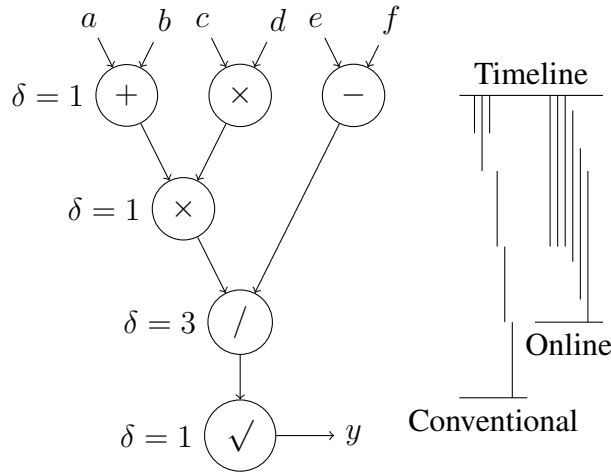 a b c d e f
Timeline
δ = 1 + × −
δ = 1 ×
δ = 3 /
Online
Conventional
δ = 1 √ y